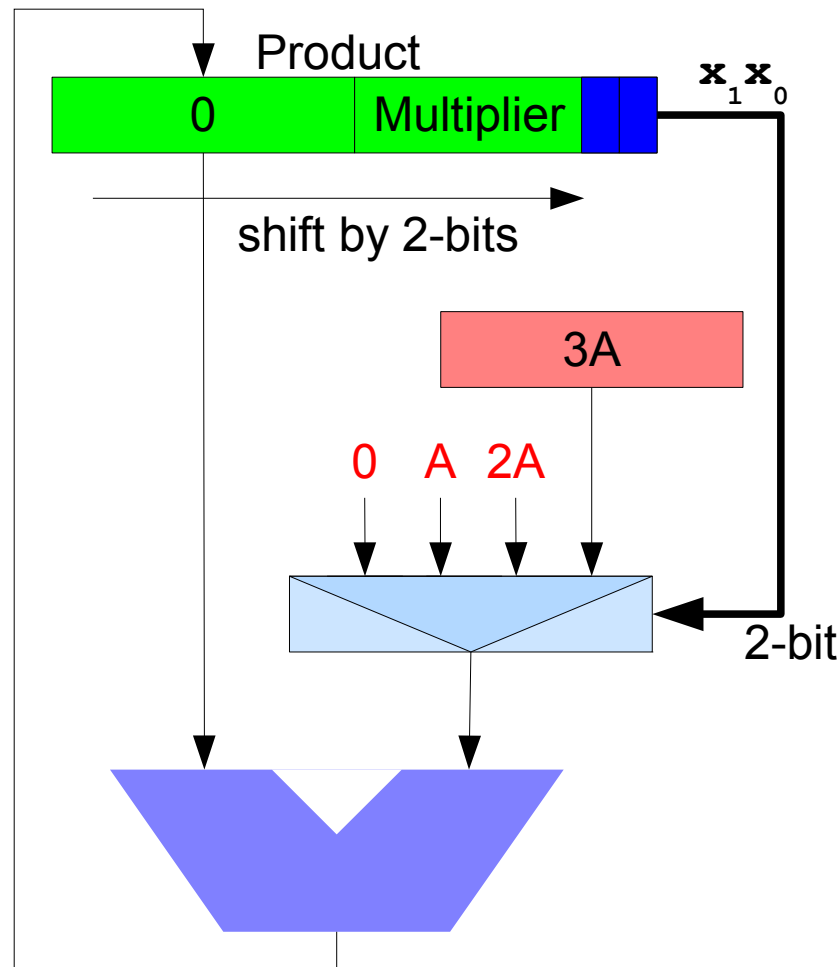 Product
x₁x₀
0 Multiplier
shift by 2-bits
3A
0 A 2A
2-bit